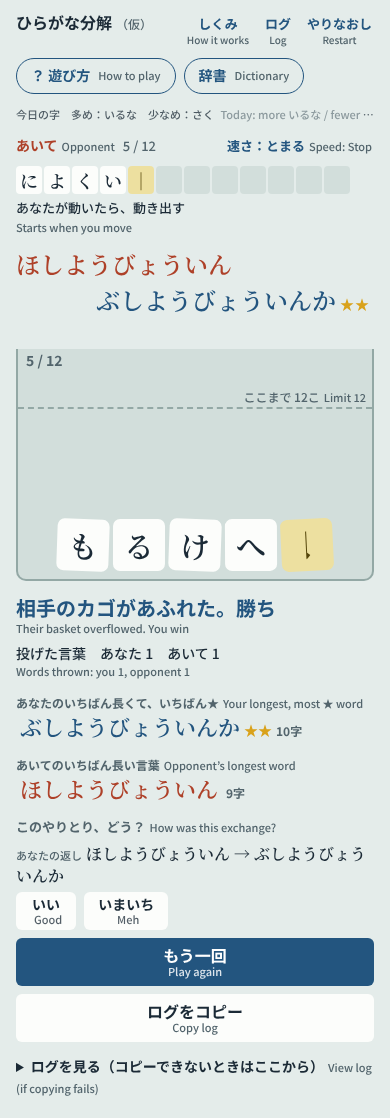 ひらがな分解 （仮）
しくみ ログ やりなおし
How it works Log Restart
？ 遊び方 How to play 辞書 Dictionary
今日の字 多め：いるな 少なめ：さく Today: more いるな / fewer …
あいて Opponent 5 / 12 速さ：とまる Speed: Stop
に よ く い ｜
あなたが動いたら、動き出す
Starts when you move
ほしようびょういん
ぶしようびょういんか ★★
5 / 12
ここまで 12こ Limit 12
も る け へ ｜
相手のカゴがあふれた。勝ち
Their basket overflowed. You win
投げた言葉 あなた 1 あいて 1
Words thrown: you 1, opponent 1
あなたのいちばん長くて、いちばん★ Your longest, most ★ word
ぶしようびょういんか ★★ 10字
あいてのいちばん長い言葉 Opponent’s longest word
ほしようびょういん 9字
このやりとり、どう？ How was this exchange?
あなたの返し ほしようびょういん → ぶしようびょう
いんか
いい いまいち
Good Meh
もう一回
Play again
ログをコピー
Copy log
▶ ログを見る（コピーできないときはここから） View log
(if copying fails)